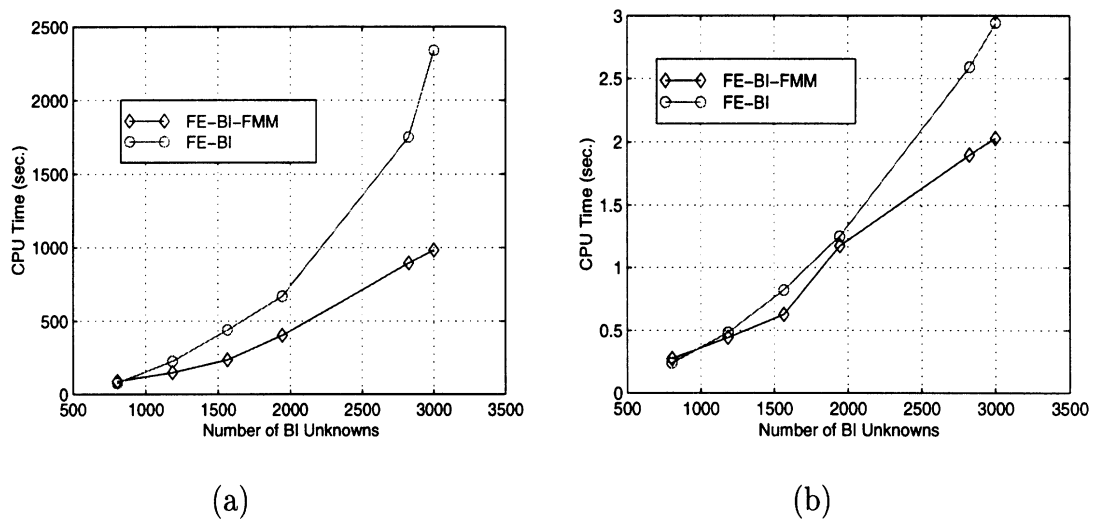 2500
2000
1500
1000
500
0
CPU Time (sec.)
FE-BI-FMM
FE-BI
500 1000 1500 2000 2500 3000 3500
Number of BI Unknowns
(a)
3
2.5
2
1.5
1
0.5
0
CPU Time (sec.)
FE-BI-FMM
FE-BI
500 1000 1500 2000 2500 3000 3500
Number of BI Unknowns
(b)